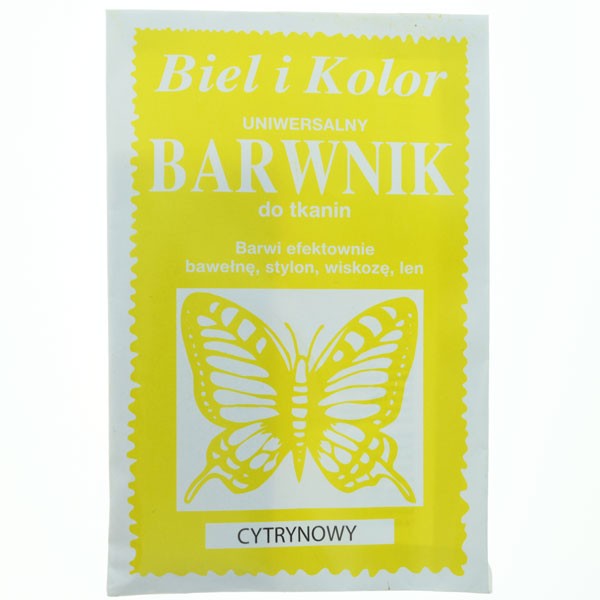 Biel i Kolor
UNIWERSALNY
BARWNIK
do tkanin
Barwi efektownie
bawełnę, stylon, wiskozę, len
CYTRYNOWY